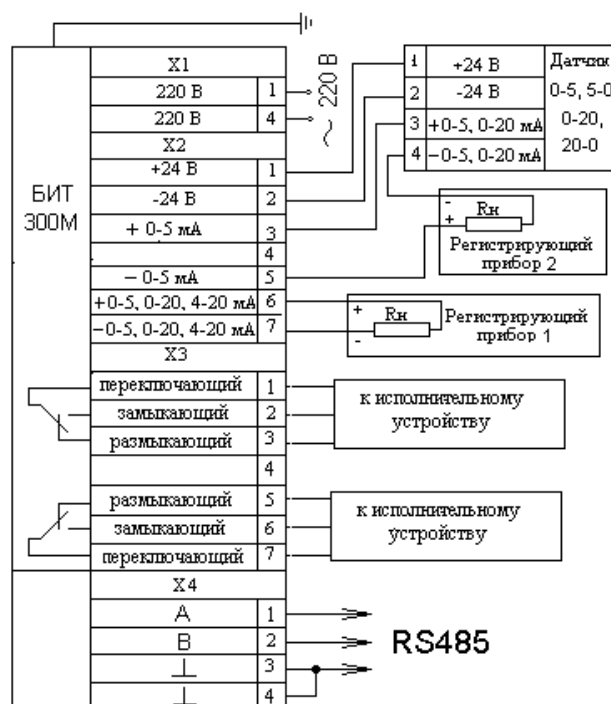 БИТ
300М
X1
220 В 1
220 В 4
~ 220 В
X2
+24 В 1
-24 В 2
+ 0-5 мА 3
4
− 0-5 мА 5
+0-5, 0-20, 4-20 мА 6
−0-5, 0-20, 4-20 мА 7
X3
переключающий 1
замыкающий 2
размыкающий 3
4
размыкающий 5
замыкающий 6
переключающий 7
X4
A 1
B 2
3
4
1 +24 В
2 -24 В
3 +0-5, 0-20 мА
4 −0-5, 0-20 мА
Датчик
0-5, 5-0
0-20,
20-0
- Rн
+
Регистрирующий
прибор 2
+ Rн
-
Регистрирующий
прибор 1
к исполнительному
устройству
к исполнительному
устройству
RS485